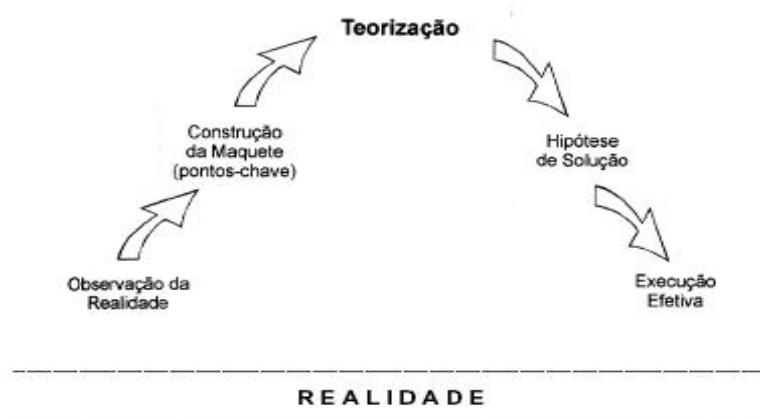 Teorização
Construção
da Maquete
(pontos-chave)
Hipótese
de Solução
Observação da
Realidade
Execução
Efetiva
REALIDADE